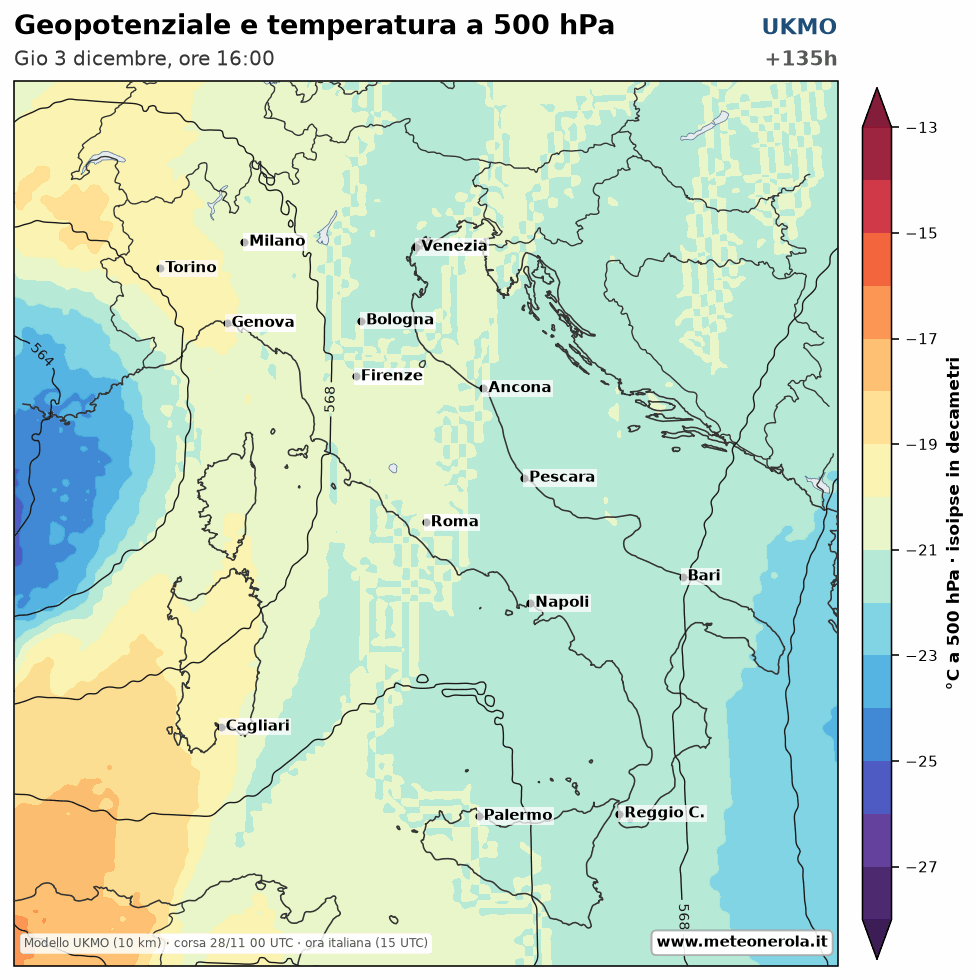 Geopotenziale e temperatura a 500 hPa
UKMO
Gio 3 dicembre, ore 16:00
+135h
−13
−15
−17
−19
−21
−23
−25
−27
°C a 500 hPa · isoipse in decametri
Milano
Venezia
Torino
Genova
Bologna
564
Firenze
Ancona
568
Pescara
Roma
Bari
Napoli
Cagliari
Palermo
Reggio C.
568
Modello UKMO (10 km) · corsa 28/11 00 UTC · ora italiana (15 UTC)
www.meteonerola.it